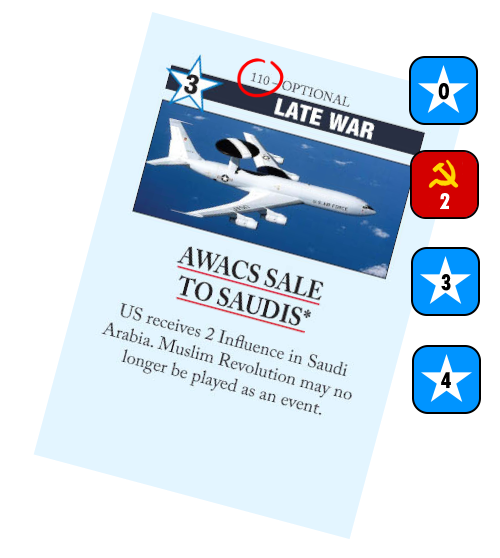 110 – OPTIONAL
3
LATE WAR
U.S. AIR FORCE
AWACS SALE
TO SAUDIS*
US receives 2 Influence in Saudi
Arabia. Muslim Revolution may no
longer be played as an event.
0
2
3
4